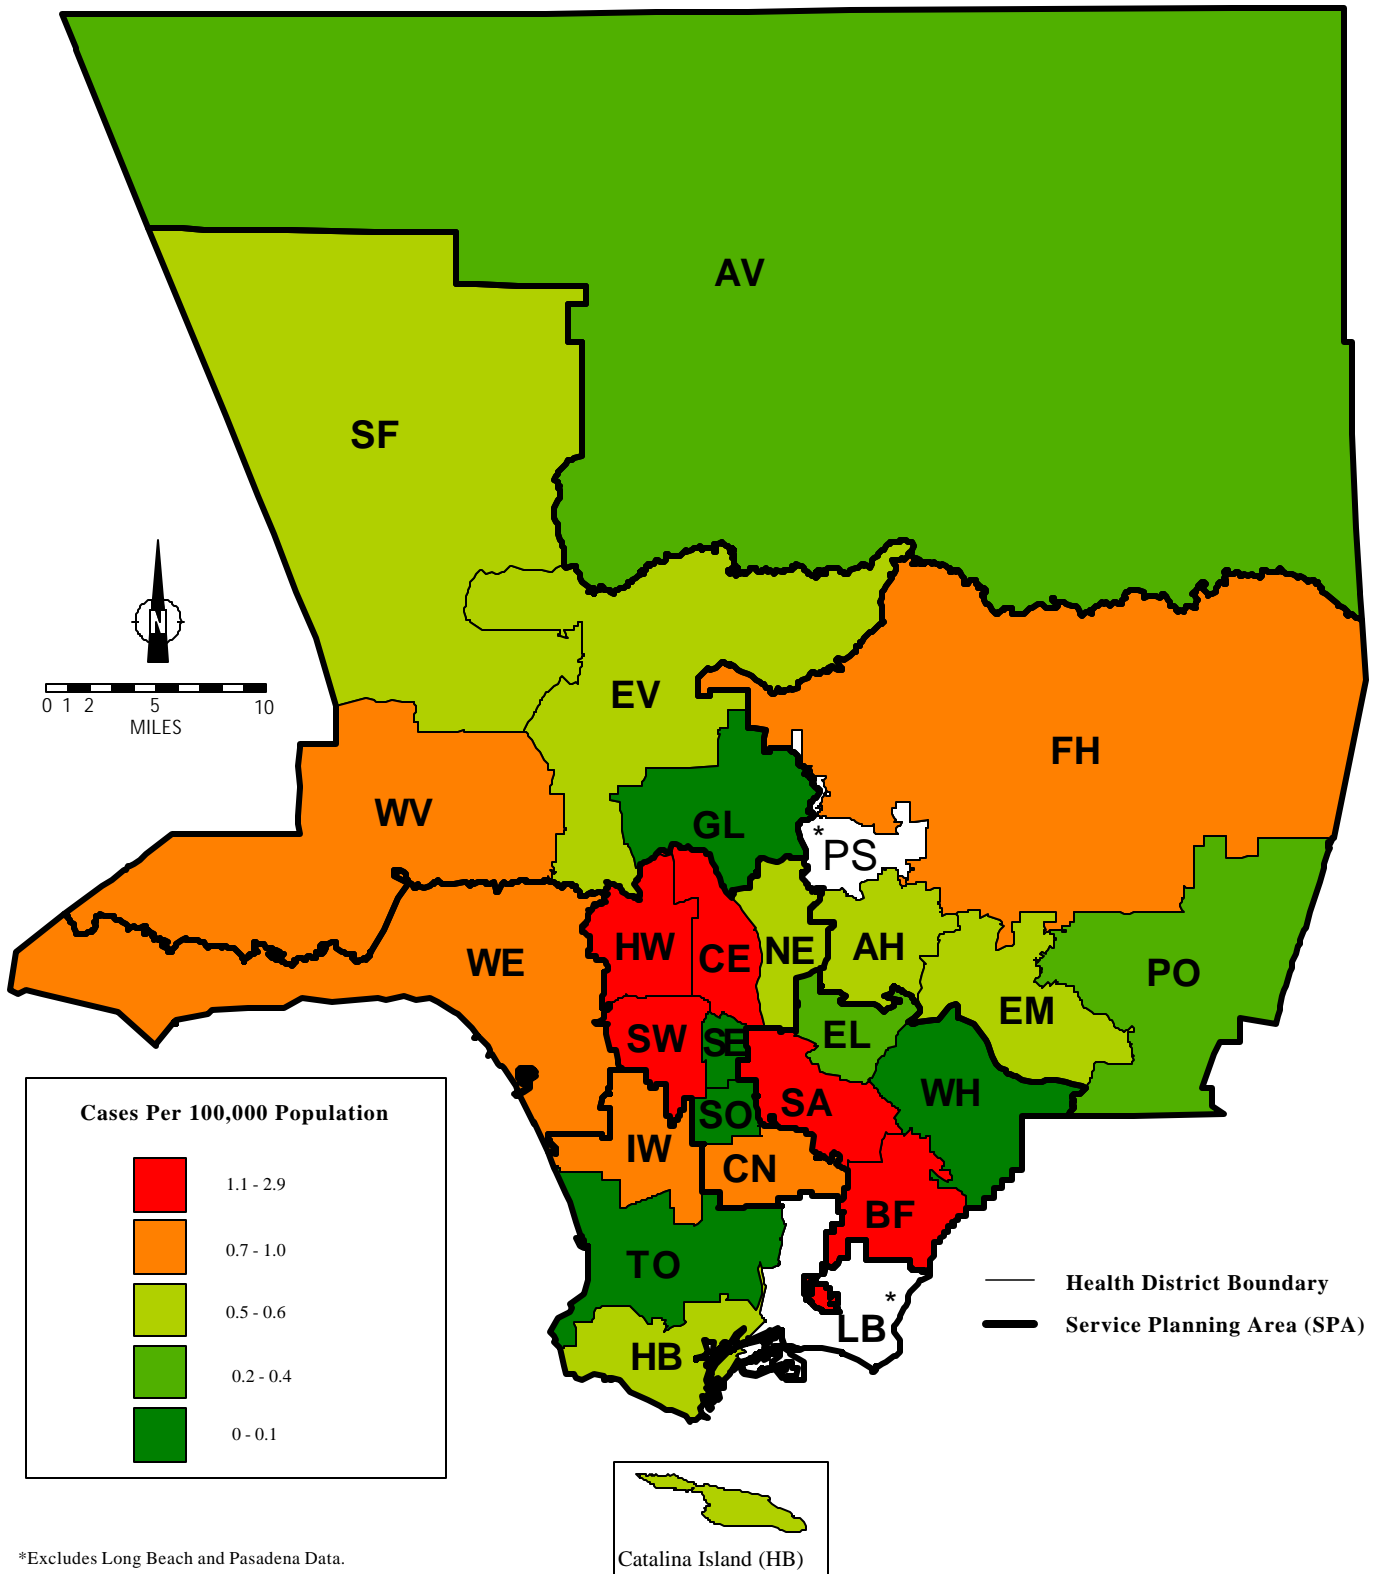 AV
SF
N
0 1 2 5 10
MILES
EV
FH
WV
GL
*
PS
HW
CE
NE
AH
WE
PO
EM
SW
SE
EL
WH
SA
SO
IW
CN
BF
TO
*
LB
HB
Cases Per 100,000 Population
1.1 - 2.9
0.7 - 1.0
0.5 - 0.6
0.2 - 0.4
0 - 0.1
Health District Boundary
Service Planning Area (SPA)
*Excludes Long Beach and Pasadena Data.
Catalina Island (HB)